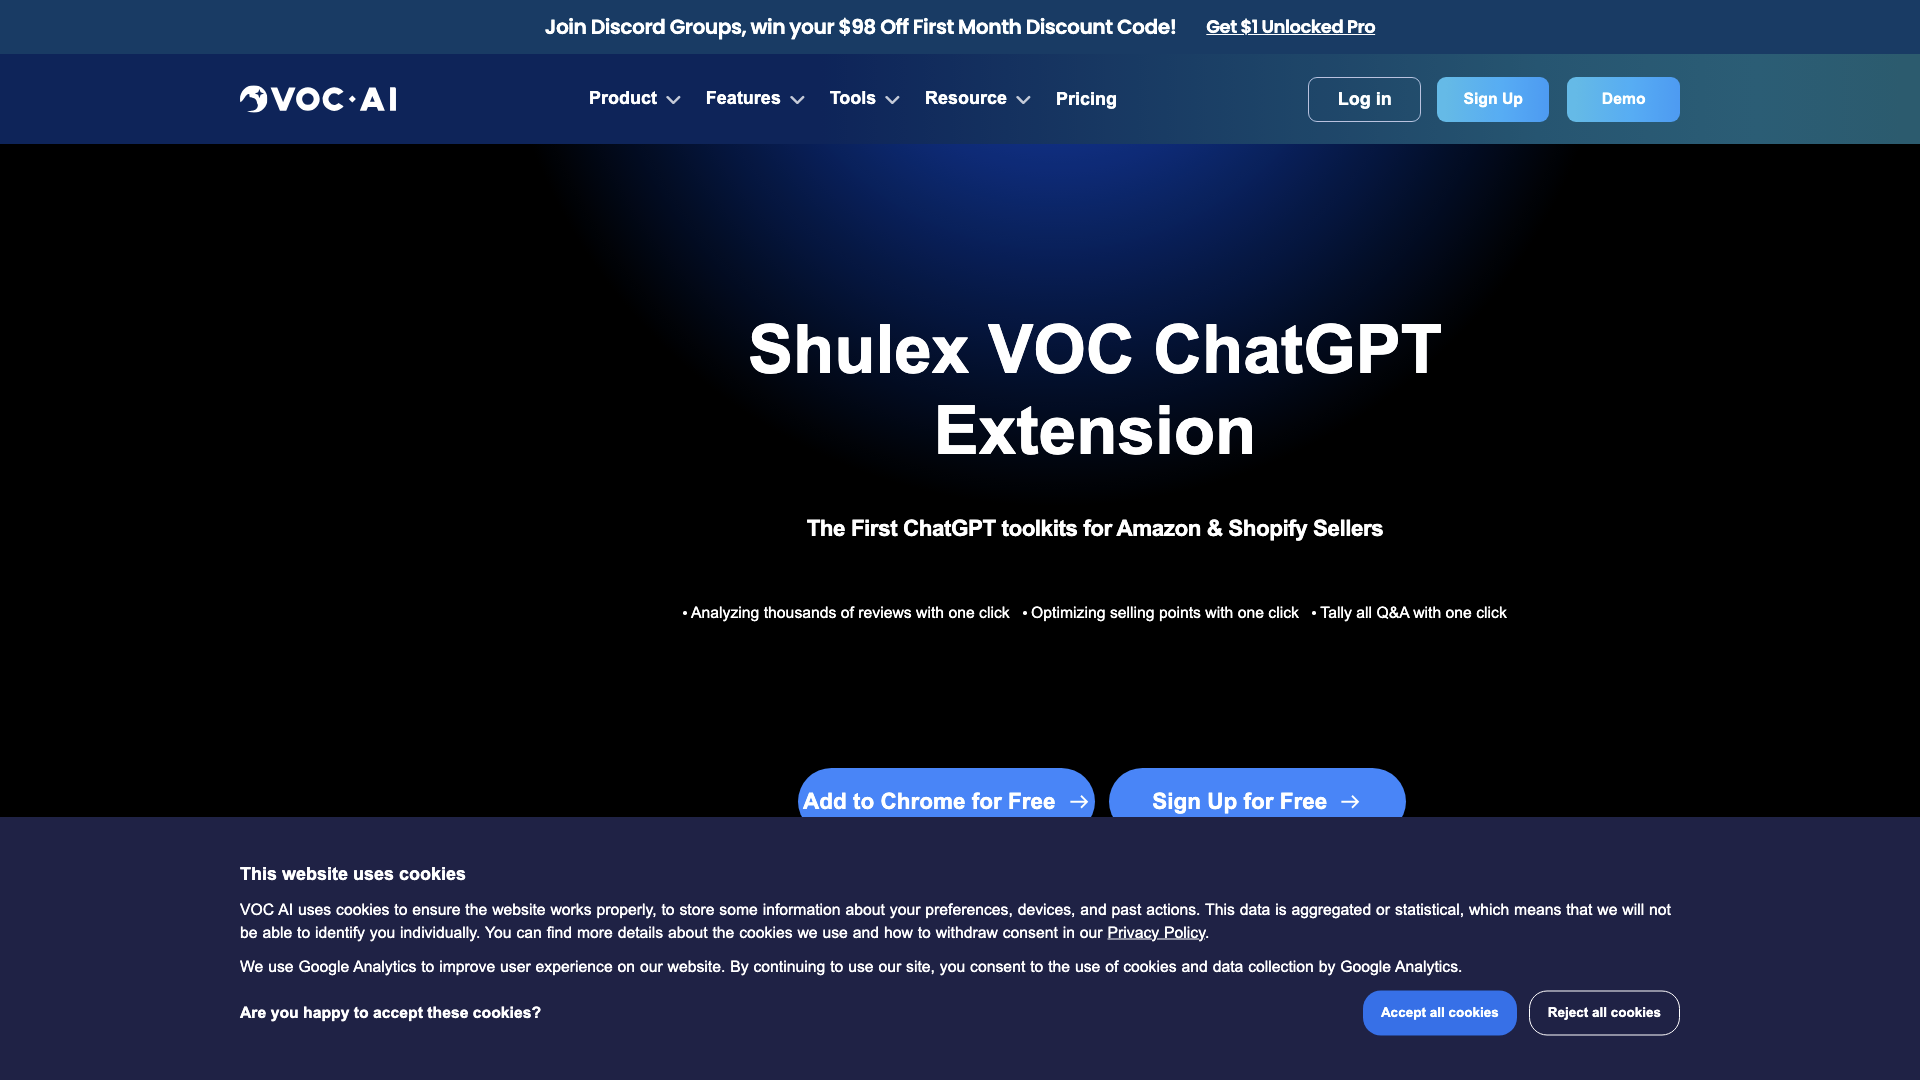 Join Discord Groups, win your $98 Off First Month Discount Code! Get $1 Unlocked Pro
VOC·AI Product Features Tools Resource Pricing Log in Sign Up Demo
Shulex VOC ChatGPT
Extension
The First ChatGPT toolkits for Amazon & Shopify Sellers
• Analyzing thousands of reviews with one click • Optimizing selling points with one click • Tally all Q&A with one click
Add to Chrome for Free → Sign Up for Free →
This website uses cookies
VOC AI uses cookies to ensure the website works properly, to store some information about your preferences, devices, and past actions. This data is aggregated or statistical, which means that we will not
be able to identify you individually. You can find more details about the cookies we use and how to withdraw consent in our Privacy Policy.
We use Google Analytics to improve user experience on our website. By continuing to use our site, you consent to the use of cookies and data collection by Google Analytics.
Are you happy to accept these cookies? Accept all cookies Reject all cookies